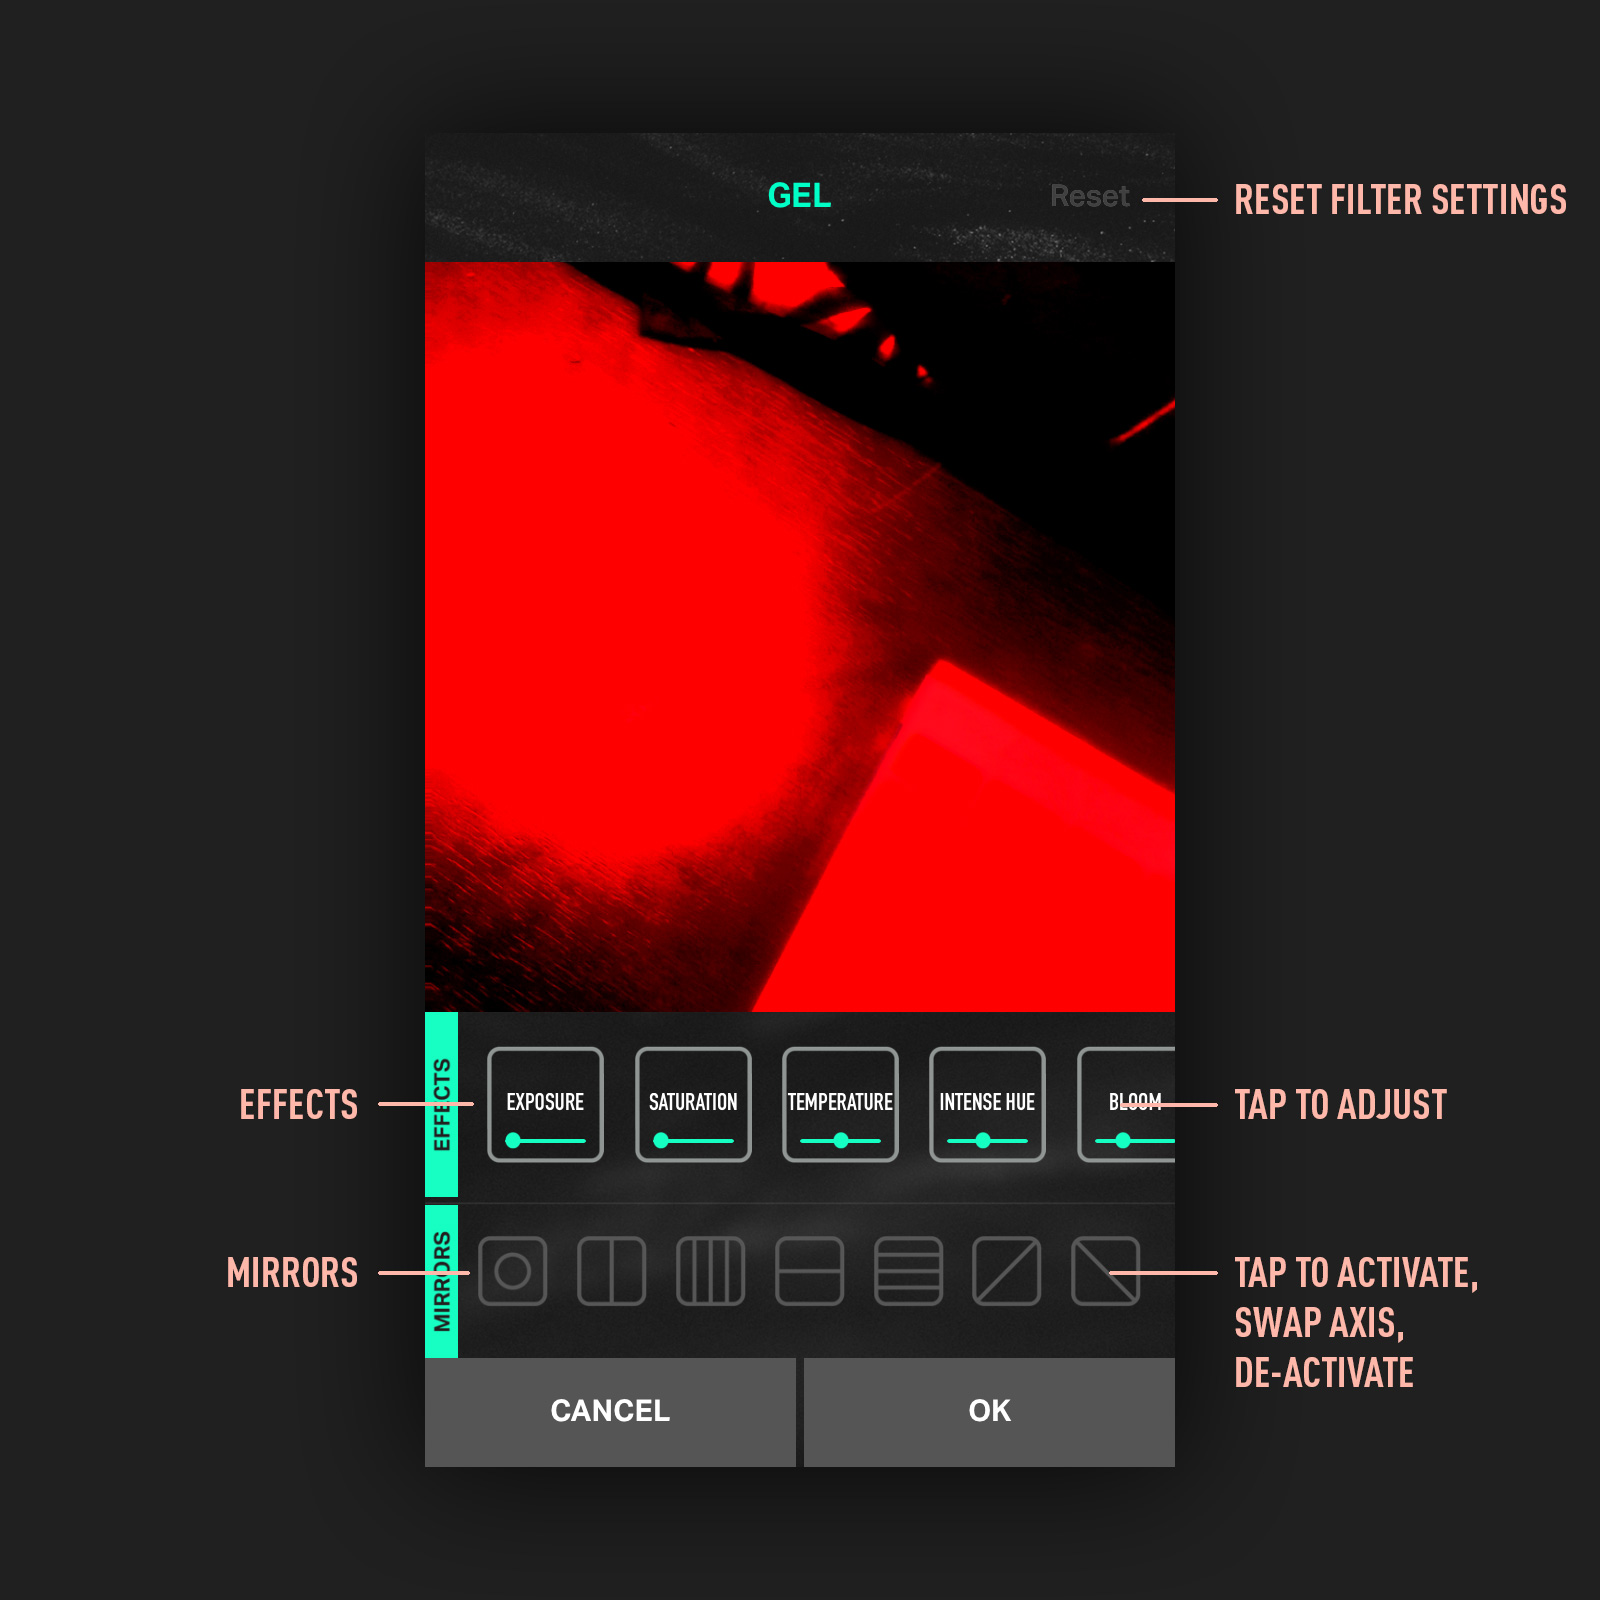 GEL
Reset
RESET FILTER SETTINGS
EFFECTS
EFFECTS
EXPOSURE
SATURATION
TEMPERATURE
INTENSE HUE
BLOOM
TAP TO ADJUST
MIRRORS
MIRRORS
TAP TO ACTIVATE,
SWAP AXIS,
DE-ACTIVATE
CANCEL
OK